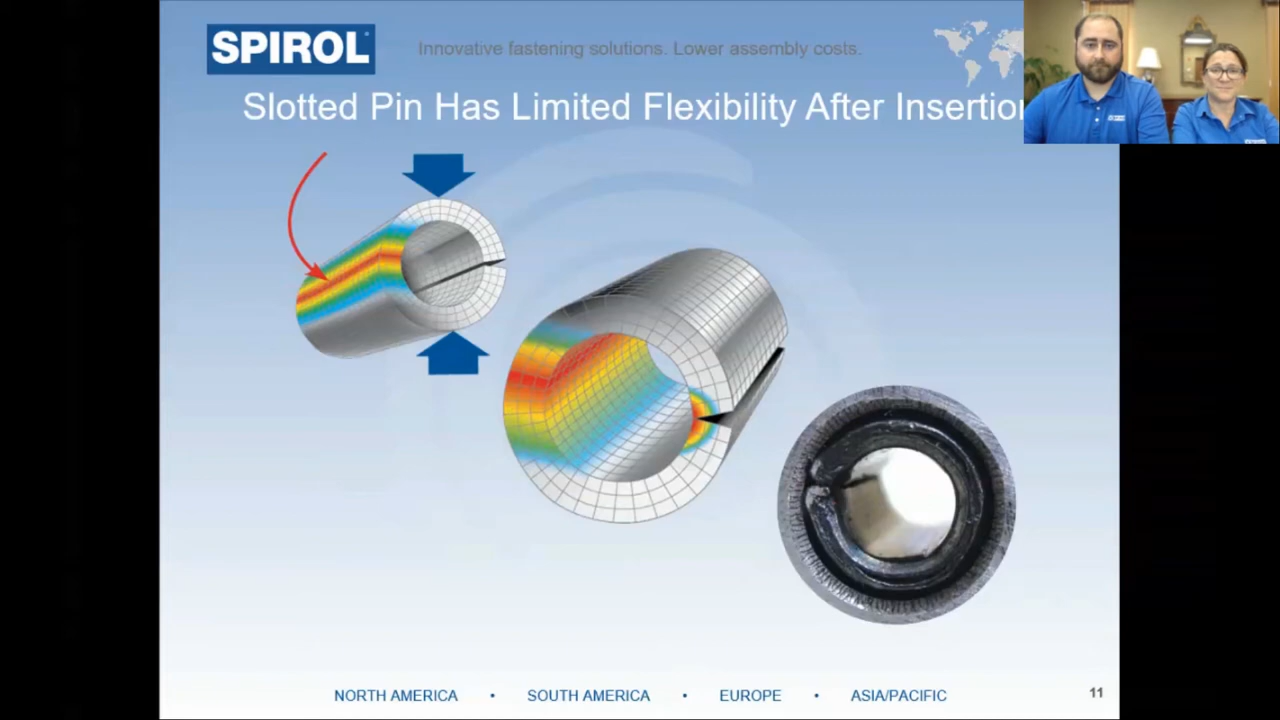 SPIROL
Innovative fastening solutions. Lower assembly costs.
Slotted Pin Has Limited Flexibility After Insertion
NORTH AMERICA • SOUTH AMERICA • EUROPE • ASIA/PACIFIC
11